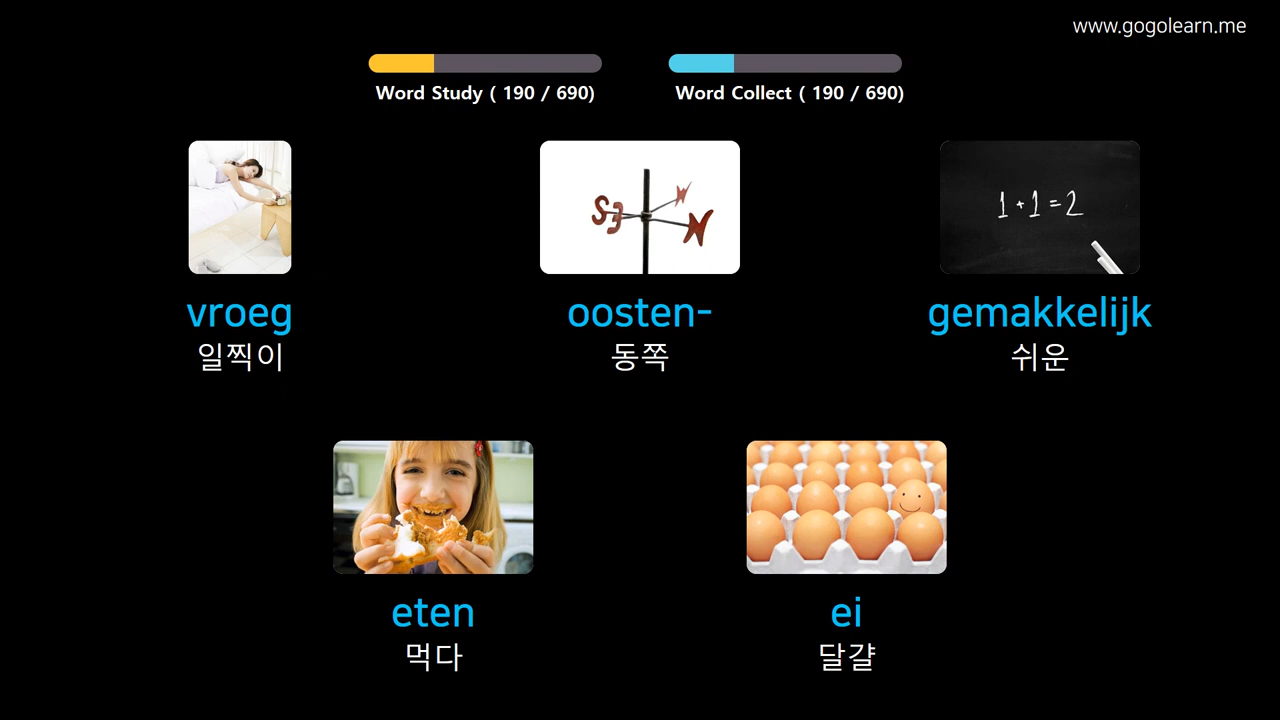 www.gogolearn.me
Word Study ( 190 / 690)
Word Collect ( 190 / 690)
S
3
N
N
1 + 1 = 2
vroeg
oosten-
gemakkelijk
일찍이
동쪽
쉬운
eten
ei
먹다
달걀